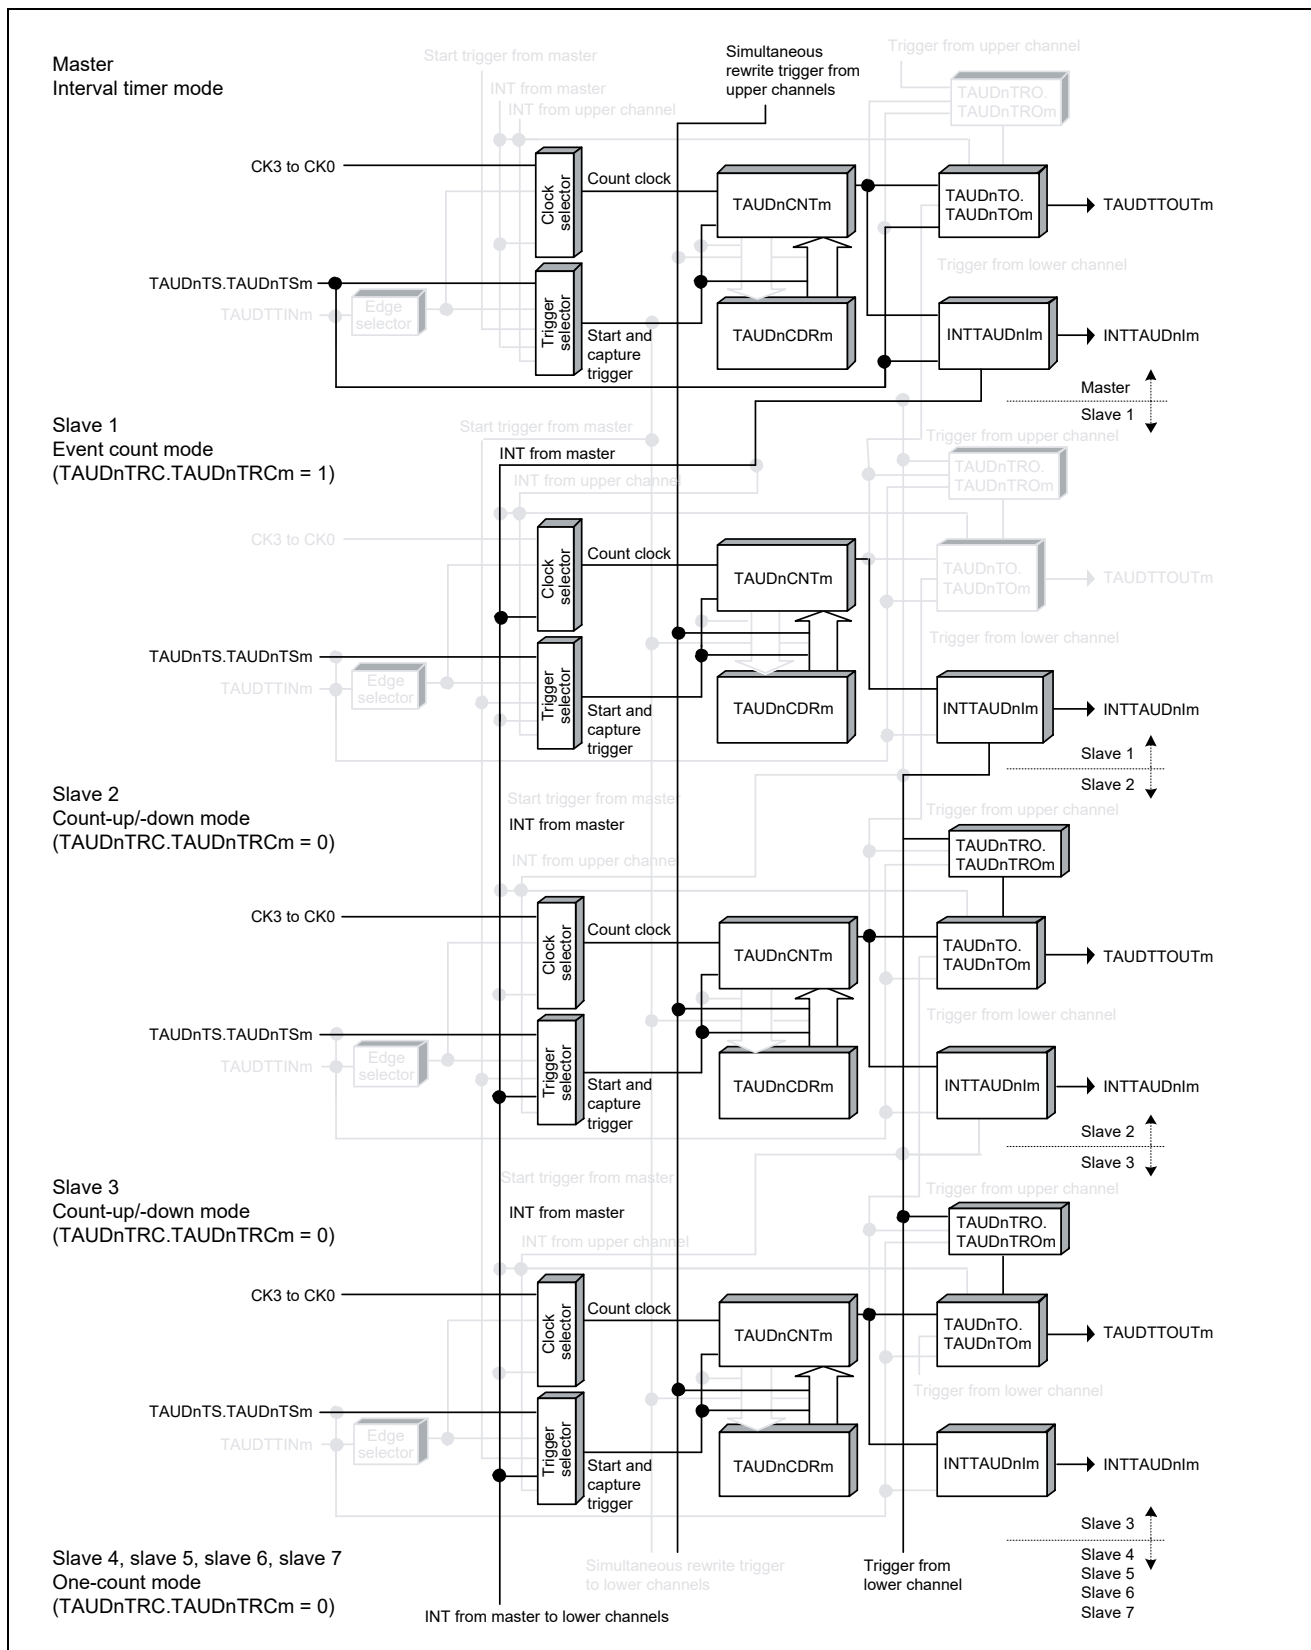 Master
Interval timer mode
Start trigger from master
INT from master
INT from upper channel
Simultaneous
rewrite trigger from
upper channels
Trigger from upper channel
TAUDnTRO.
TAUDnTROm
CK3 to CK0
Clock
selector
Count clock
TAUDnCNTm
TAUDnTO.
TAUDnTOm
TAUDTTOUTm
Trigger from lower channel
TAUDnTS.TAUDnTSm
TAUDTTINm
Edge
selector
Trigger
selector
Start and
capture
trigger
TAUDnCDRm
INTTAUDnIm
INTTAUDnIm
Master
Slave 1
Slave 1
Event count mode
(TAUDnTRC.TAUDnTRCm = 1)
Start trigger from master
INT from master
INT from upper channel
Trigger from upper channel
TAUDnTRO.
TAUDnTROm
CK3 to CK0
Clock
selector
Count clock
TAUDnCNTm
TAUDnTO.
TAUDnTOm
TAUDTTOUTm
Trigger from lower channel
TAUDnTS.TAUDnTSm
TAUDTTINm
Edge
selector
Trigger
selector
Start and
capture
trigger
TAUDnCDRm
INTTAUDnIm
INTTAUDnIm
Slave 1
Slave 2
Slave 2
Count-up/-down mode
(TAUDnTRC.TAUDnTRCm = 0)
Start trigger from master
INT from master
INT from upper channel
Trigger from upper channel
TAUDnTRO.
TAUDnTROm
CK3 to CK0
Clock
selector
Count clock
TAUDnCNTm
TAUDnTO.
TAUDnTOm
TAUDTTOUTm
Trigger from lower channel
TAUDnTS.TAUDnTSm
TAUDTTINm
Edge
selector
Trigger
selector
Start and
capture
trigger
TAUDnCDRm
INTTAUDnIm
INTTAUDnIm
Slave 2
Slave 3
Slave 3
Count-up/-down mode
(TAUDnTRC.TAUDnTRCm = 0)
Start trigger from master
INT from master
INT from upper channel
Trigger from upper channel
TAUDnTRO.
TAUDnTROm
CK3 to CK0
Clock
selector
Count clock
TAUDnCNTm
TAUDnTO.
TAUDnTOm
TAUDTTOUTm
Trigger from lower channel
TAUDnTS.TAUDnTSm
TAUDTTINm
Edge
selector
Trigger
selector
Start and
capture
trigger
TAUDnCDRm
INTTAUDnIm
INTTAUDnIm
Slave 3
Slave 4
Slave 5
Slave 6
Slave 7
Slave 4, slave 5, slave 6, slave 7
One-count mode
(TAUDnTRC.TAUDnTRCm = 0)
Simultaneous rewrite trigger
to lower channels
Trigger from
lower channel
INT from master to lower channels